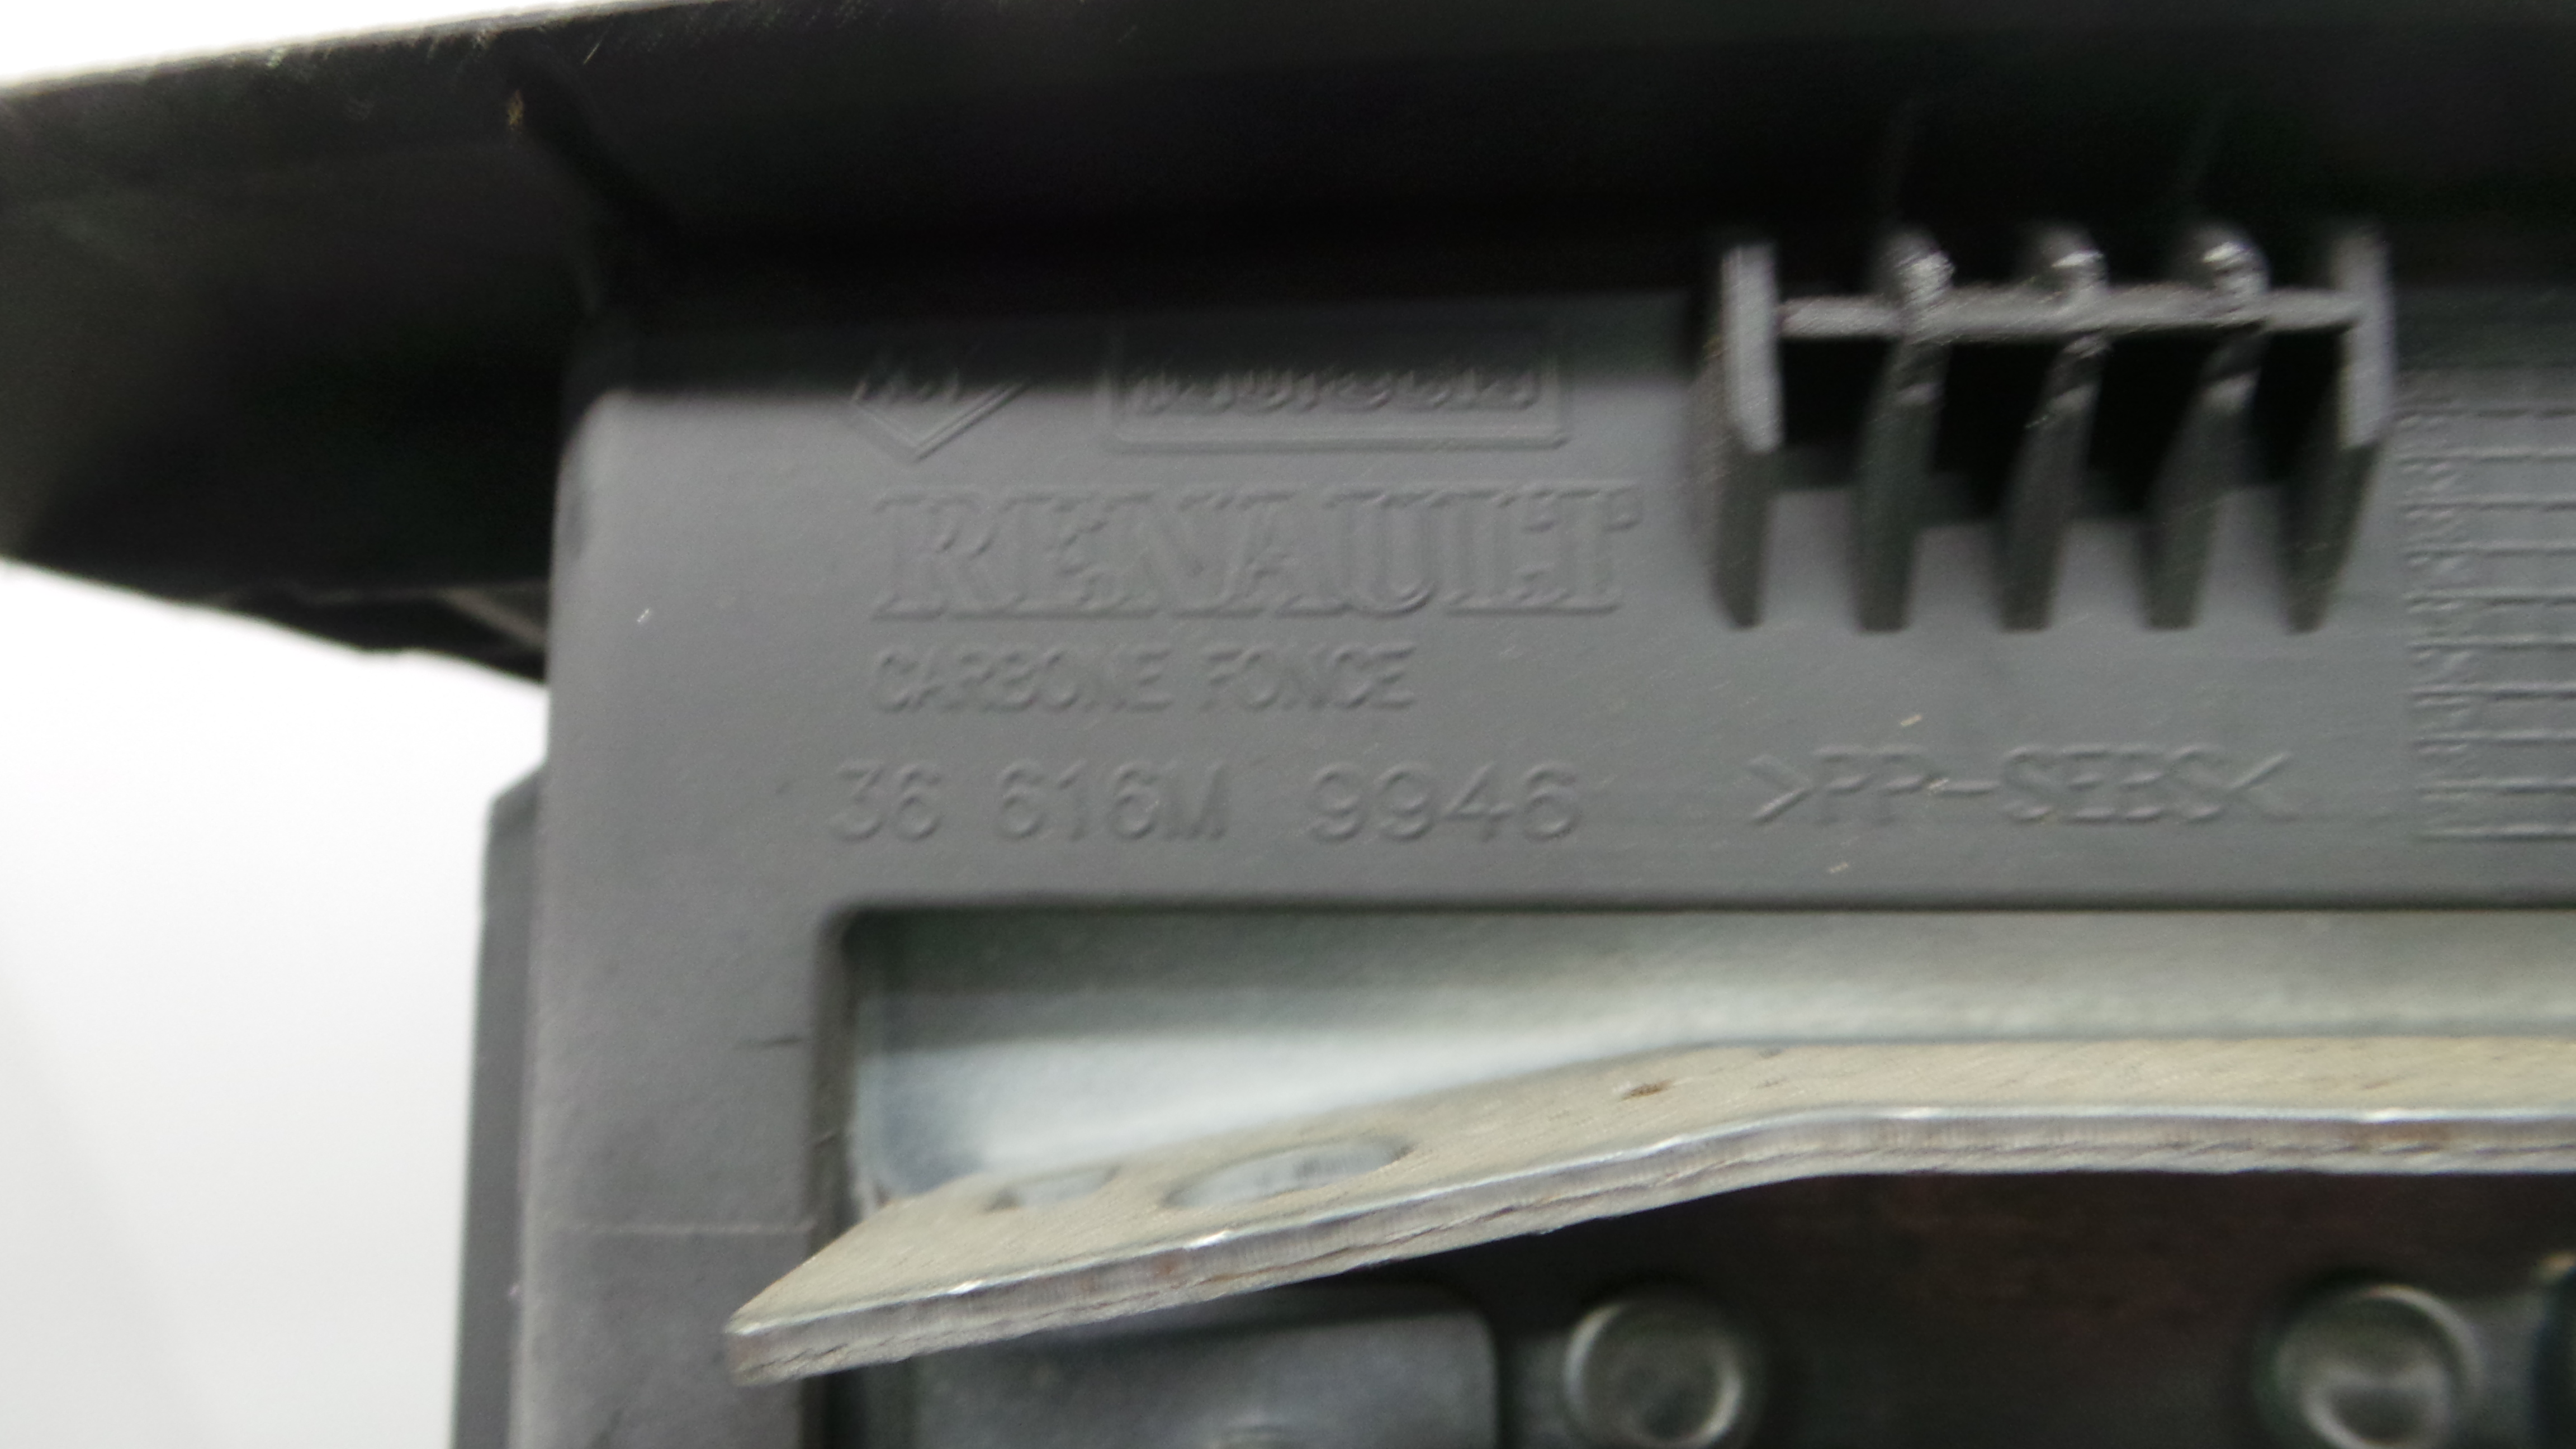 RENAULT
CARBONE FONCE
36 616M 9946 >PP-SEBS<